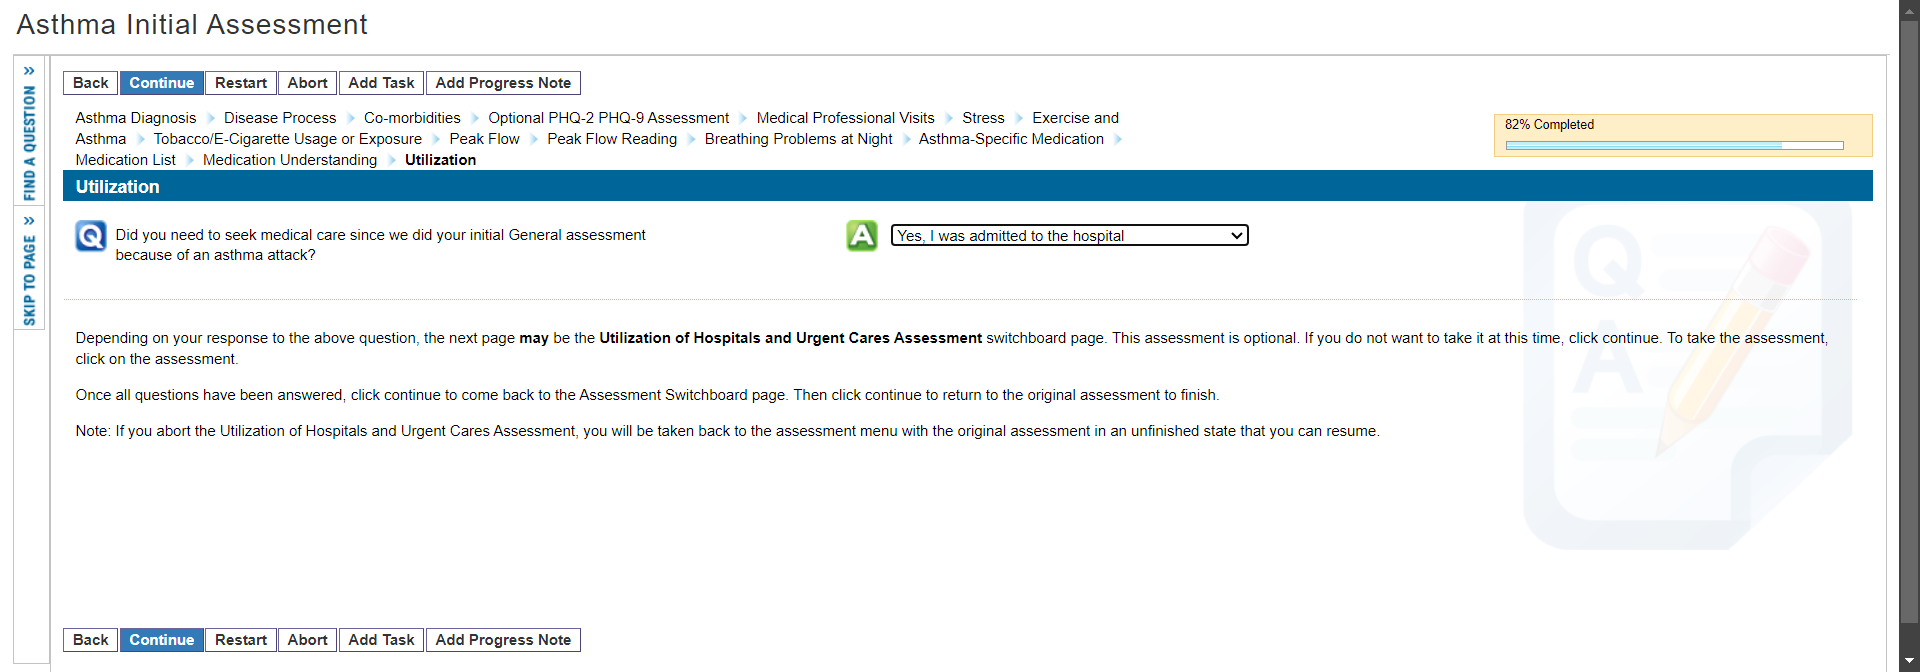 Asthma Initial Assessment
» FIND A QUESTION
» SKIP TO PAGE
Back Continue Restart Abort Add Task Add Progress Note
Asthma Diagnosis Disease Process Co-morbidities Optional PHQ-2 PHQ-9 Assessment Medical Professional Visits Stress Exercise and
Asthma Tobacco/E-Cigarette Usage or Exposure Peak Flow Peak Flow Reading Breathing Problems at Night Asthma-Specific Medication
Medication List Medication Understanding Utilization
82% Completed
Utilization
Q Did you need to seek medical care since we did your initial General assessment
because of an asthma attack?
A Yes, I was admitted to the hospital
Q
A
Depending on your response to the above question, the next page may be the Utilization of Hospitals and Urgent Cares Assessment switchboard page. This assessment is optional. If you do not want to take it at this time, click continue. To take the assessment,
click on the assessment.
Once all questions have been answered, click continue to come back to the Assessment Switchboard page. Then click continue to return to the original assessment to finish.
Note: If you abort the Utilization of Hospitals and Urgent Cares Assessment, you will be taken back to the assessment menu with the original assessment in an unfinished state that you can resume.
Back Continue Restart Abort Add Task Add Progress Note